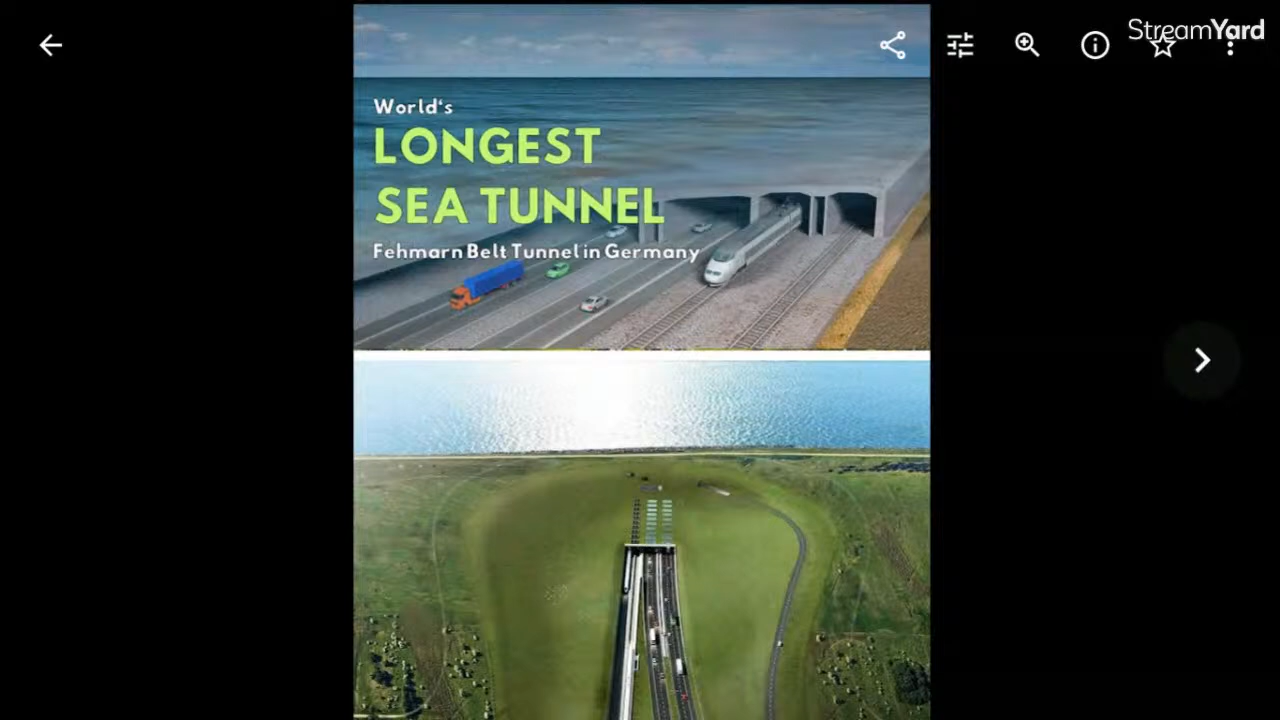 StreamYard
World's
LONGEST
SEA TUNNEL
Fehmarn Belt Tunnel in Germany